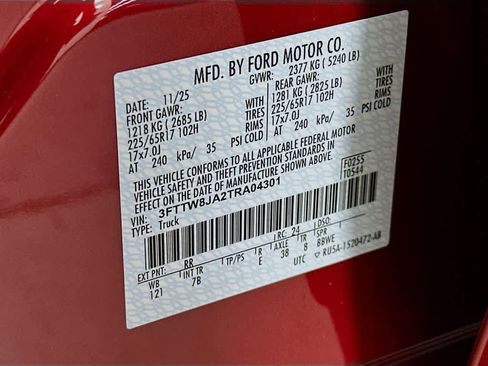 MFD. BY FORD MOTOR CO.
DATE: 11/25 GVWR: 2377 KG ( 5240 LB)
FRONT GAWR: REAR GAWR:
1218 KG ( 2685 LB) WITH 1281 KG ( 2825 LB) WITH
225/65R17 102H TIRES 225/65R17 102H TIRES
17x7.0J RIMS 17x7.0J RIMS
AT 240 kPa/ 35 PSI COLD AT 240 kPa/ 35 PSI COLD
THIS VEHICLE CONFORMS TO ALL APPLICABLE FEDERAL MOTOR
VEHICLE SAFETY AND THEFT PREVENTION STANDARDS IN
EFFECT ON THE DATE OF MANUFACTURE SHOWN ABOVE.
VIN: 3FTTW8JA2TRA04301 F0255
TYPE: Truck T0544
EXT PNT: RR RC: 24 DSO:
WB INT TR TP/PS R AXLE TR SPR
121 7B E 38 8 BBWE
UTC RU5A-1520472-AB